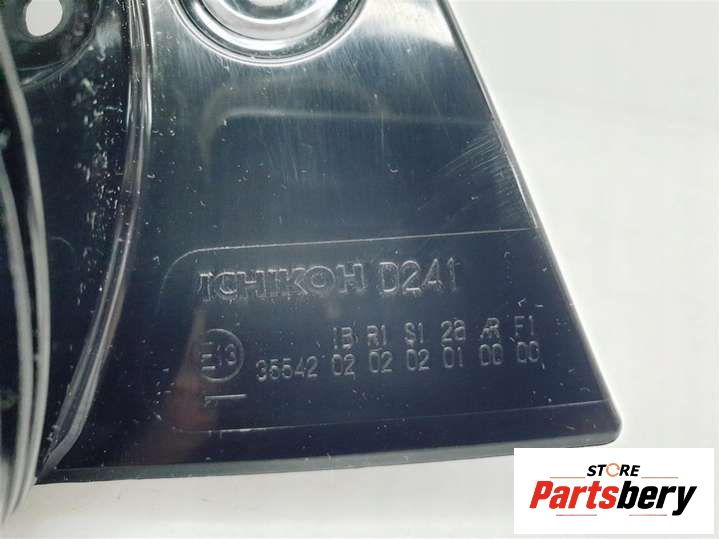 ICHIKOH D241
IB R1 S1 2a AR F1
E13 35542 02 02 02 01 00 00
STORE
Partsbery